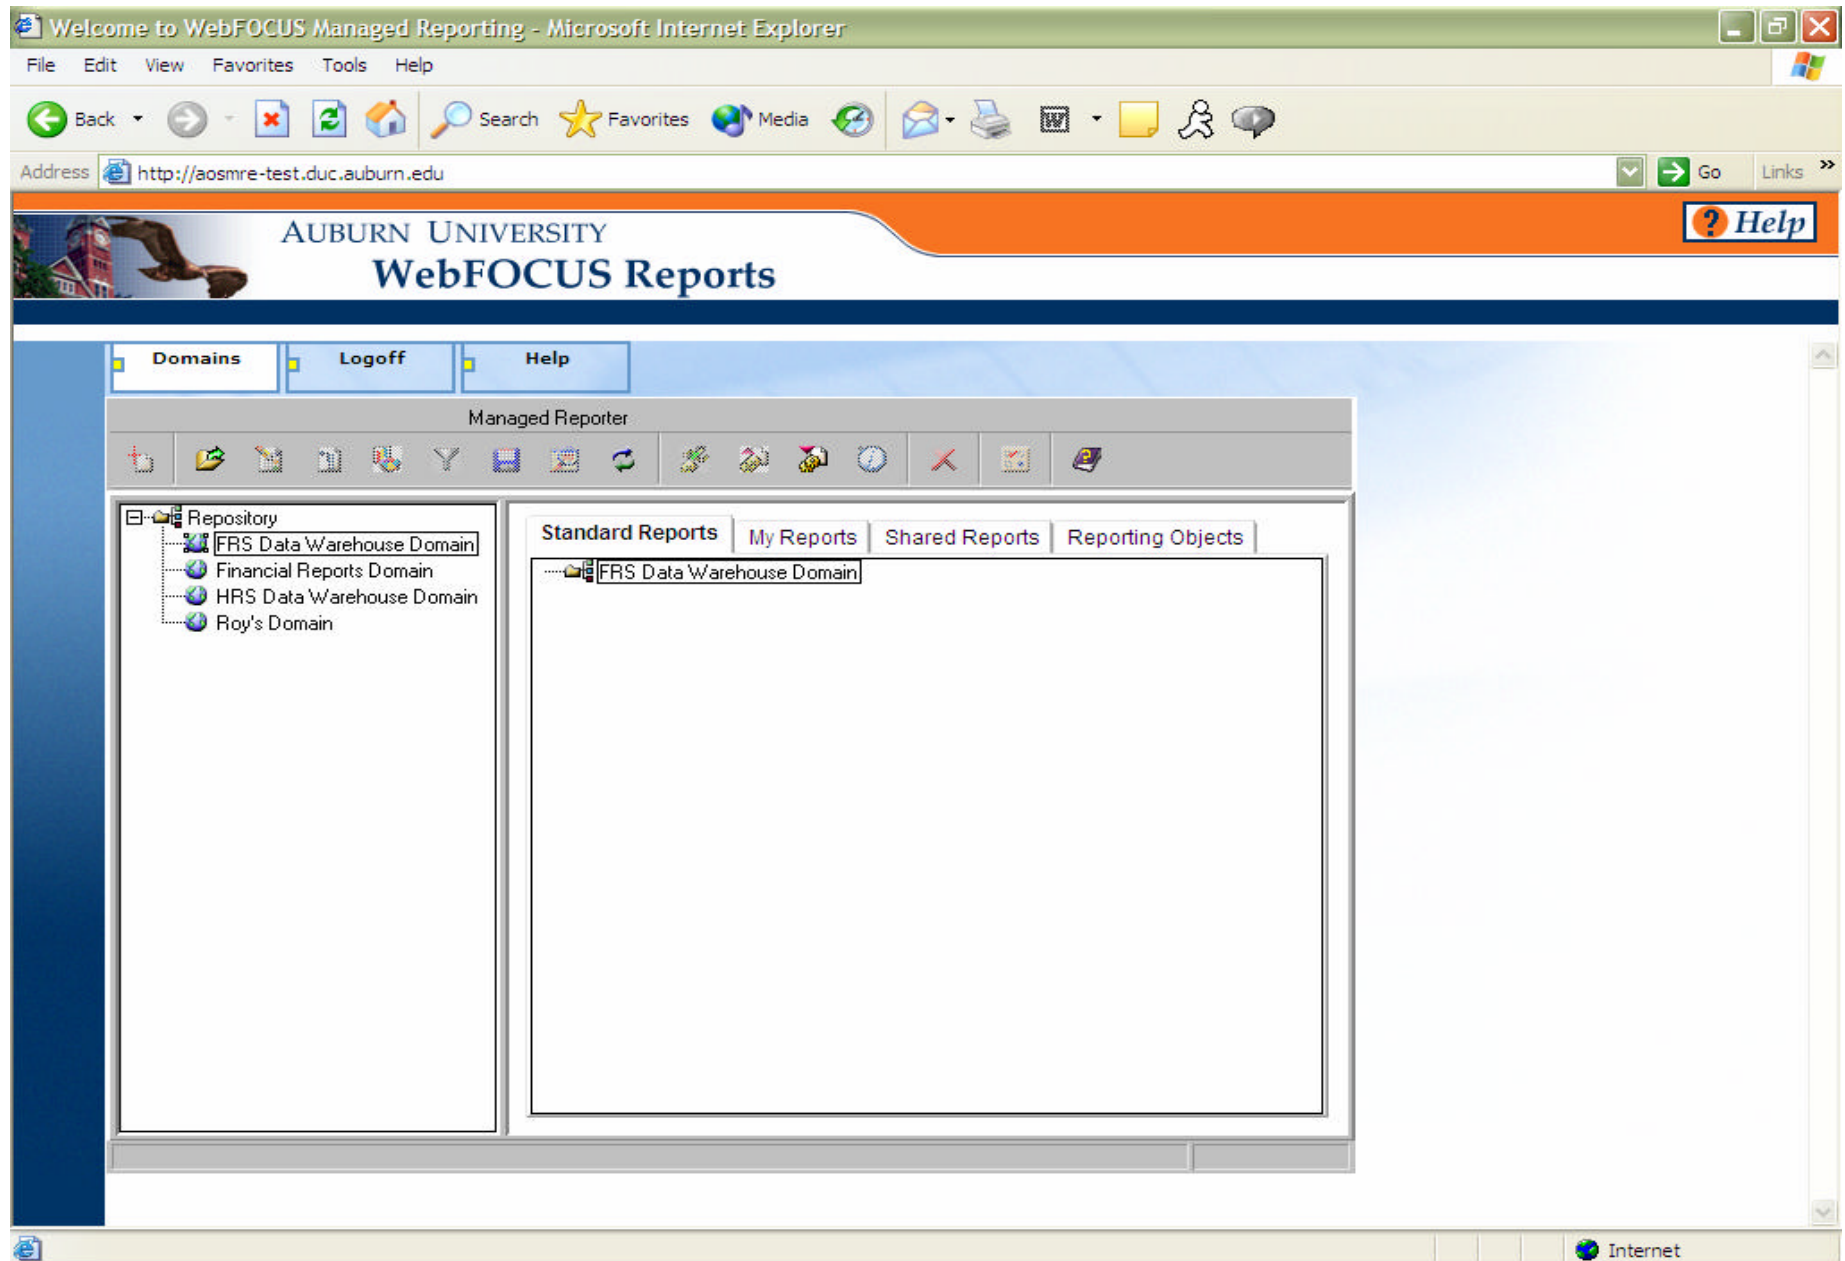 Welcome to WebFOCUS Managed Reporting - Microsoft Internet Explorer
File Edit View Favorites Tools Help
Back Search Favorites Media
Address http://aosmre-test.duc.auburn.edu Go Links »
AUBURN UNIVERSITY
WebFOCUS Reports
? Help
Domains Logoff Help
Managed Reporter
Repository
FRS Data Warehouse Domain
Financial Reports Domain
HRS Data Warehouse Domain
Roy's Domain
Standard Reports My Reports Shared Reports Reporting Objects
FRS Data Warehouse Domain
Internet